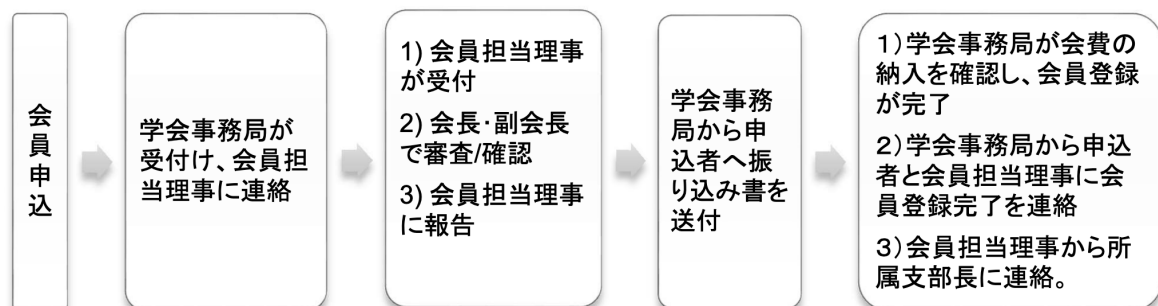 会員申込
学会事務局が
受付け、会員担
当理事に連絡
1) 会員担当理事
が受付
2) 会長・副会長
で審査/確認
3) 会員担当理事
に報告
学会事務
局から申
込者へ振
り込み書を
送付
1)学会事務局が会費の
納入を確認し、会員登録
が完了
2)学会事務局から申込
者と会員担当理事に会
員登録完了を連絡
3)会員担当理事から所
属支部長に連絡。